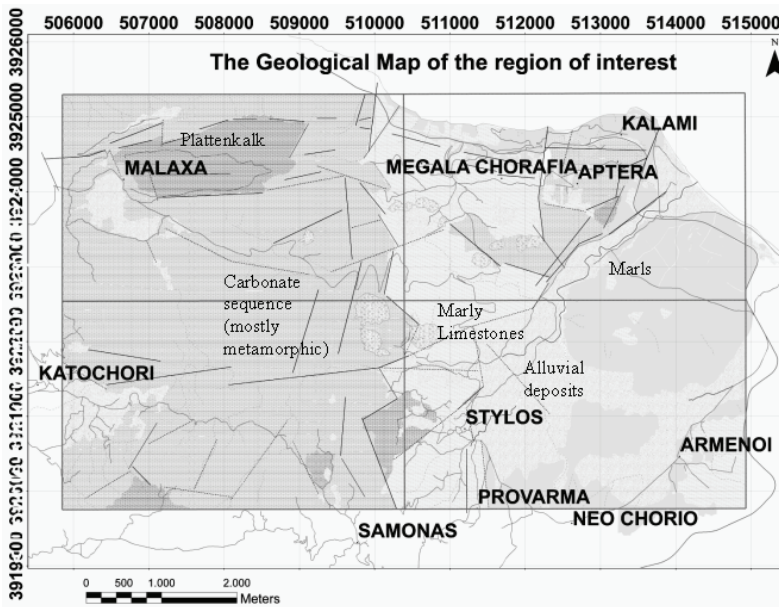 506000 507000 508000 509000 510000 511000 512000 513000 514000 515000
3926000
The Geological Map of the region of interest
N
3925000
KALAMI
Plattenkalk
MALAXA
MEGALA CHORAFIA
APTERA
Marls
Carbonate
sequence
(mostly
metamorphic)
Marly
Limestones
Alluvial
deposits
KATOCHORI
STYLOS
ARMENOI
PROVARMA
NEO CHORIO
SAMONAS
0 500 1.000 2.000
Meters